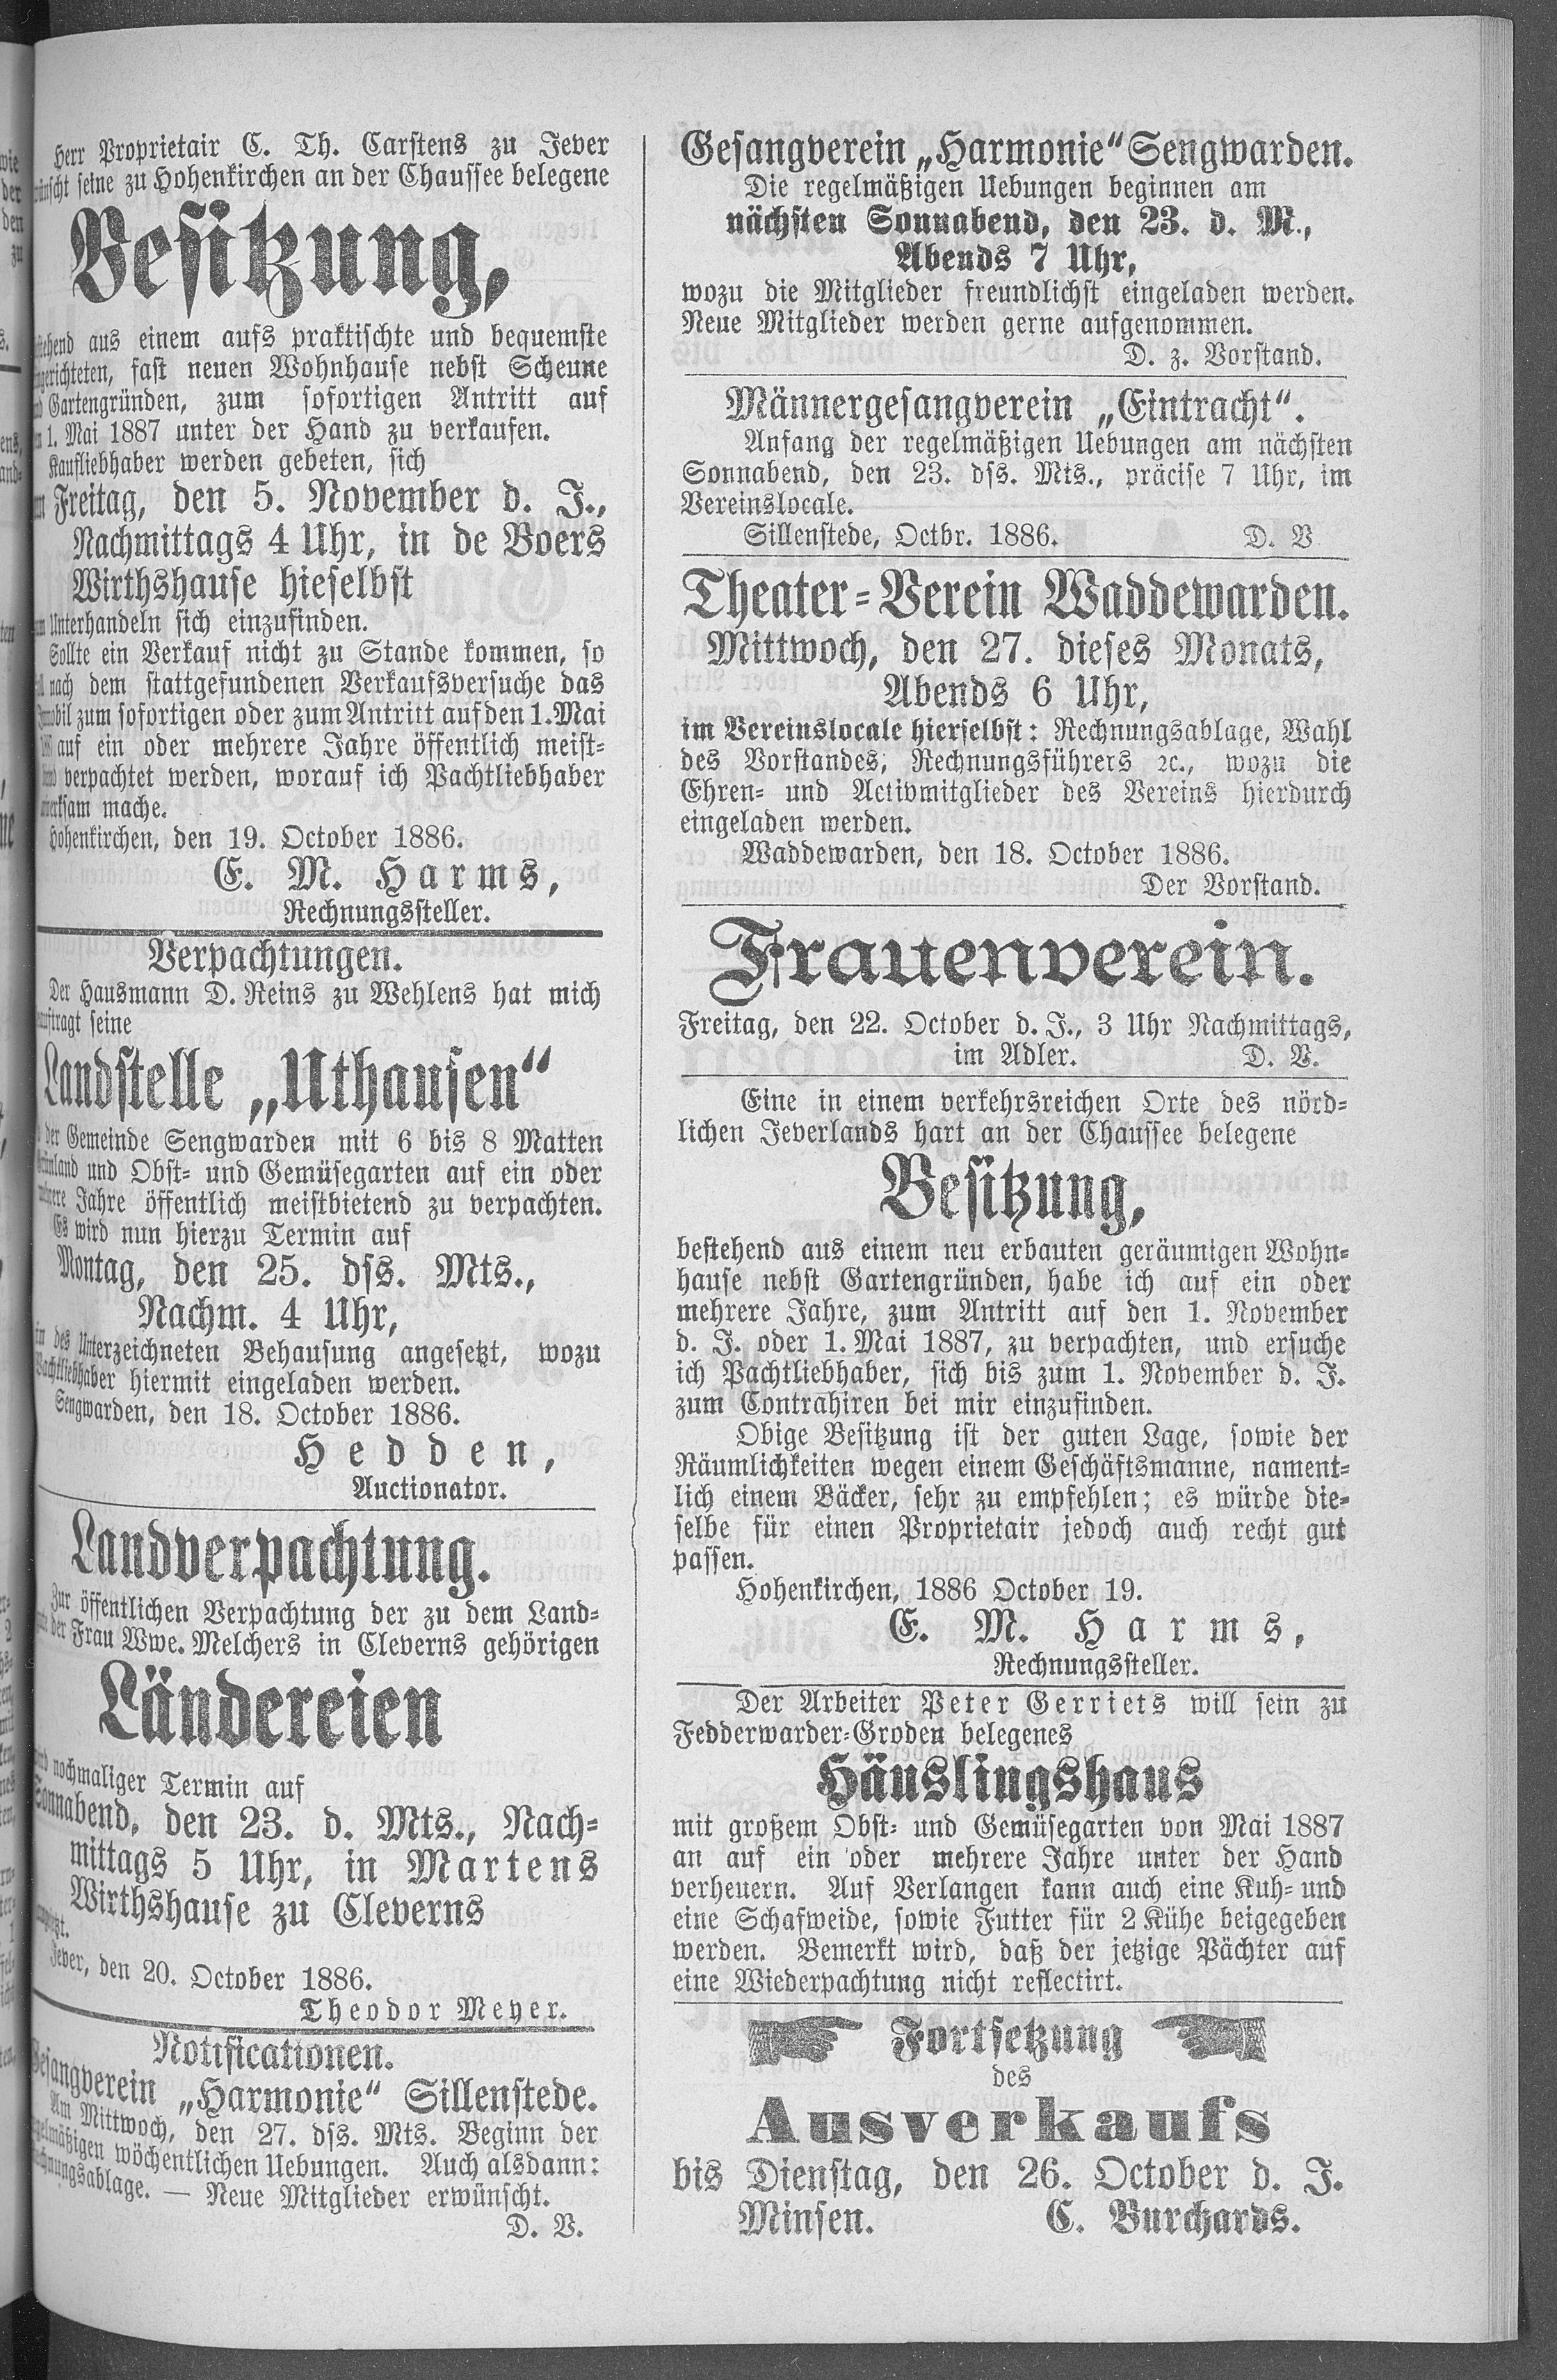 Herr Proprietair C. Th. Carstens zu Jever
wünscht seine zu Hohenkirchen an der Chaussee belegene
Besitzung,
bestehend aus einem aufs praktischte und bequemste
eingerichteten, fast neuen Wohnhause nebst Scheune
und Gartengründen, zum sofortigen Antritt auf
1. Mai 1887 unter der Hand zu verkaufen.
Kaufliebhaber werden gebeten, sich
am Freitag, den 5. November d. J.,
Nachmittags 4 Uhr, in de Boers
Wirthshause hieselbst
zum Unterhandeln sich einzufinden.
Sollte ein Verkauf nicht zu Stande kommen, so
soll nach dem stattgefundenen Verkaufsversuche das
Immobil zum sofortigen oder zum Antritt auf den 1. Mai
auf ein oder mehrere Jahre öffentlich meist-
bietend verpachtet werden, worauf ich Pachtliebhaber
aufmerksam mache.
Hohenkirchen, den 19. October 1886.
E. M. Harms,
Rechnungssteller.
Verpachtungen.
Der Hausmann D. Reins zu Wehlens hat mich
beauftragt seine
Landstelle „Uthausen“
in der Gemeinde Sengwarden mit 6 bis 8 Matten
Grünland und Obst- und Gemüsegarten auf ein oder
mehrere Jahre öffentlich meistbietend zu verpachten.
Es wird nun hierzu Termin auf
Montag, den 25. dss. Mts.,
Nachm. 4 Uhr,
in des Unterzeichneten Behausung angesetzt, wozu
Pachtliebhaber hiermit eingeladen werden.
Sengwarden, den 18. October 1886.
Hedden,
Auctionator.
Landverpachtung.
Zur öffentlichen Verpachtung der zu dem Land-
gut der Frau Wwe. Melchers in Cleverns gehörigen
Ländereien
wird nochmaliger Termin auf
Sonnabend, den 23. d. Mts., Nach-
mittags 5 Uhr, in Martens
Wirthshause zu Cleverns
angesetzt.
Jever, den 20. October 1886.
Theodor Meyer.
Notificationen.
Gesangverein „Harmonie“ Sillenstede.
Am Mittwoch, den 27. dss. Mts. Beginn der
regelmäßigen wöchentlichen Uebungen. Auch alsdann:
Rechnungsablage. — Neue Mitglieder erwünscht.
D. V.
Gesangverein „Harmonie“ Sengwarden.
Die regelmäßigen Uebungen beginnen am
nächsten Sonnabend, den 23. d. M.,
Abends 7 Uhr,
wozu die Mitglieder freundlichst eingeladen werden.
Neue Mitglieder werden gerne aufgenommen.
D. z. Vorstand.
Männergesangverein „Eintracht“.
Anfang der regelmäßigen Uebungen am nächsten
Sonnabend, den 23. dss. Mts., präcise 7 Uhr, im
Vereinslocale.
Sillenstede, Octbr. 1886. D. V
Theater-Verein Waddewarden.
Mittwoch, den 27. dieses Monats,
Abends 6 Uhr,
im Vereinslocale hierselbst: Rechnungsablage, Wahl
des Vorstandes, Rechnungsführers ꝛc., wozu die
Ehren- und Activmitglieder des Vereins hierdurch
eingeladen werden.
Waddewarden, den 18. October 1886.
Der Vorstand.
Frauenverein.
Freitag, den 22. October d. J., 3 Uhr Nachmittags,
im Adler. D. V.
Eine in einem verkehrsreichen Orte des nörd-
lichen Jeverlands hart an der Chaussee belegene
Besitzung,
bestehend aus einem neu erbauten geräumigen Wohn-
hause nebst Gartengründen, habe ich auf ein oder
mehrere Jahre, zum Antritt auf den 1. November
d. J. oder 1. Mai 1887, zu verpachten, und ersuche
ich Pachtliebhaber, sich bis zum 1. November d. J.
zum Contrahiren bei mir einzufinden.
Obige Besitzung ist der guten Lage, sowie der
Räumlichkeiten wegen einem Geschäftsmanne, nament-
lich einem Bäcker, sehr zu empfehlen; es würde die-
selbe für einen Proprietair jedoch auch recht gut
passen.
Hohenkirchen, 1886 October 19.
E. M. Harms,
Rechnungssteller.
Der Arbeiter Peter Gerriets will sein zu
Fedderwarder-Groden belegenes
Häuslingshaus
mit großem Obst- und Gemüsegarten von Mai 1887
an auf ein oder mehrere Jahre unter der Hand
verheuern. Auf Verlangen kann auch eine Kuh- und
eine Schafweide, sowie Futter für 2 Kühe beigegeben
werden. Bemerkt wird, daß der jetzige Pächter auf
eine Wiederpachtung nicht reflectirt.
Fortsetzung
des
Ausverkaufs
bis Dienstag, den 26. October d. J.
Minsen. C. Burchards.